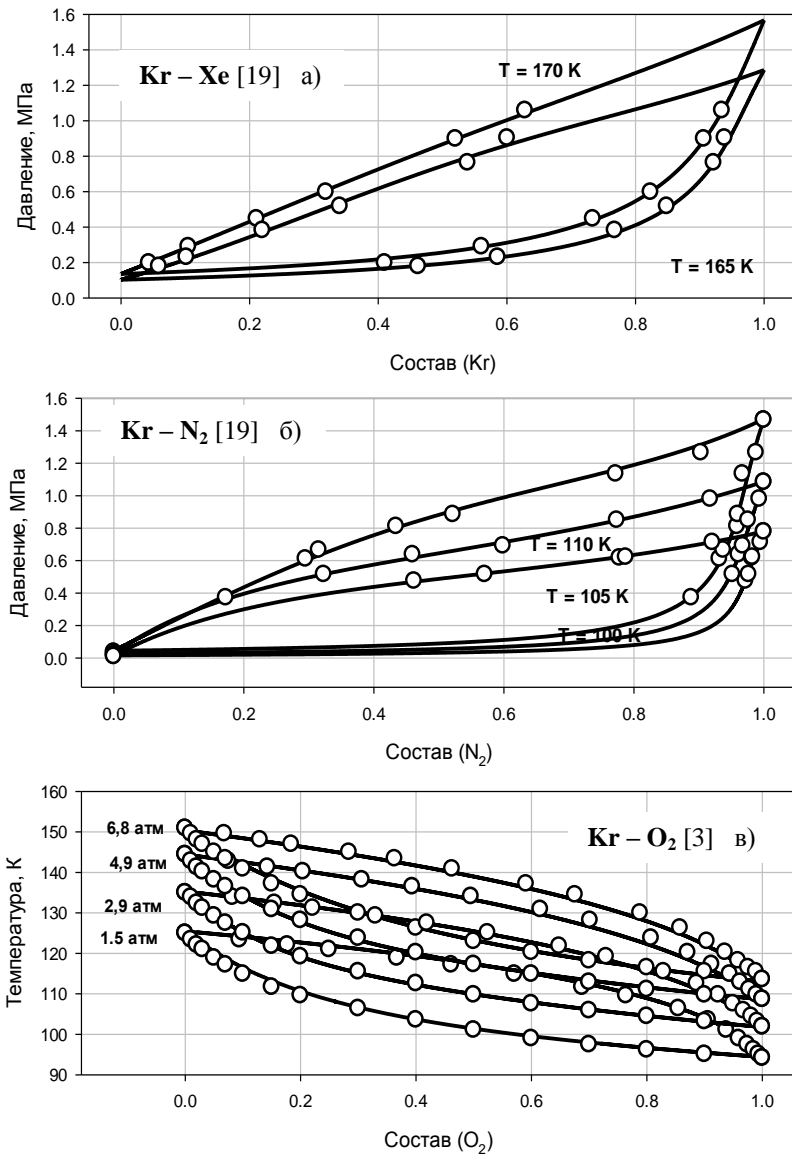 1.6
Kr – Xe [19] а)
T = 170 K
1.4
1.2
1.0
0.8
0.6
0.4
T = 165 K
0.2
0.0
Давление, МПа
0.0 0.2 0.4 0.6 0.8 1.0
Состав (Kr)
1.6
Kr – N2 [19] б)
1.4
1.2
1.0
0.8
T = 110 K
0.6
T = 105 K
0.4
0.2
T = 100 K
0.0
Давление, МПа
0.0 0.2 0.4 0.6 0.8 1.0
Состав (N2)
160
6,8 атм
150
Kr – O2 [3] в)
4,9 атм
140
2,9 атм
130
1.5 атм
120
110
100
90
Температура, К
0.0 0.2 0.4 0.6 0.8 1.0
Состав (O2)